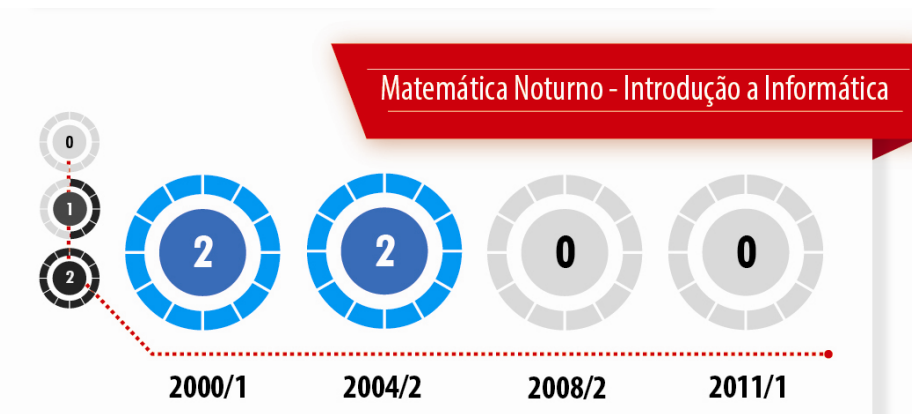 Matemática Noturno - Introdução a Informática
0
1
2
2 2 0 0
2000/1 2004/2 2008/2 2011/1